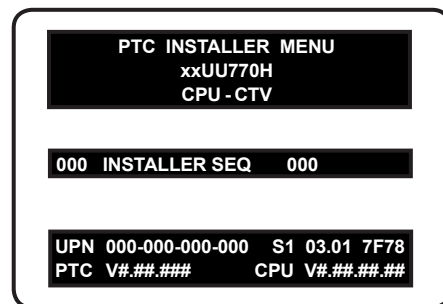 PTC INSTALLER MENU
xxUU770H
CPU - CTV
000 INSTALLER SEQ 000
UPN 000-000-000-000 S1 03.01 7F78
PTC V#.##.### CPU V#.##.##.##